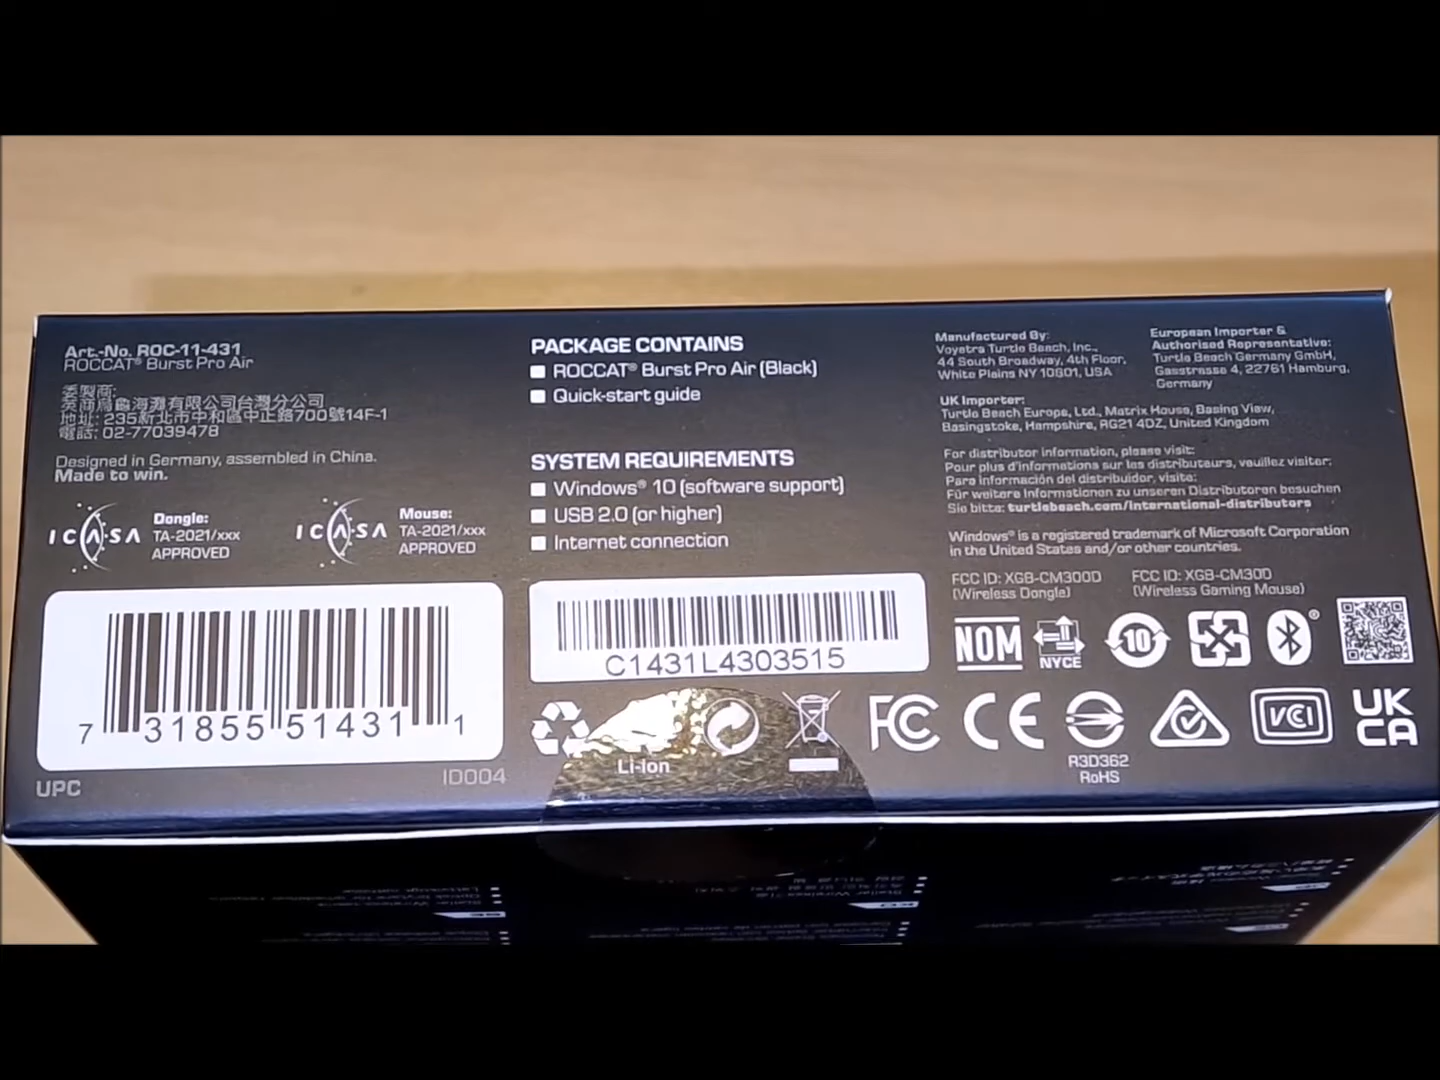 Art.-No. ROC-11-431
ROCCAT® Burst Pro Air
委製商:
英商烏龜海灘有限公司台灣分公司
地址: 235新北市中和區中正路700號14F-1
電話: 02-77039478
Designed in Germany, assembled in China.
Made to win.
ICASA
Dongle:
TA-2021/xxx
APPROVED
ICASA
Mouse:
TA-2021/xxx
APPROVED
7 31855 51431 1
UPC
ID004
PACKAGE CONTAINS
ROCCAT® Burst Pro Air (Black)
Quick-start guide
SYSTEM REQUIREMENTS
Windows® 10 (software support)
USB 2.0 (or higher)
Internet connection
C1431L4303515
Li-Ion
Manufactured By:
Voyetra Turtle Beach, Inc.,
44 South Broadway, 4th Floor,
White Plains NY 10601, USA
European Importer &
Authorised Representative:
Turtle Beach Germany GmbH,
Gasstrasse 4, 22761 Hamburg,
Germany
UK Importer:
Turtle Beach Europe, Ltd., Matrix House, Basing View,
Basingstoke, Hampshire, RG21 4DZ, United Kingdom
For distributor information, please visit:
Pour plus d'informations sur les distributeurs, veuillez visiter:
Para información del distribuidor, visite:
Für weitere Informationen zu unseren Distributoren besuchen
Sie bitte: turtlebeach.com/international-distributors
Windows® is a registered trademark of Microsoft Corporation
in the United States and/or other countries.
FCC ID: XGB-CM300D
(Wireless Dongle)
FCC ID: XGB-CM30D
(Wireless Gaming Mouse)
NOM
NYCE
10
®
FC
CE
R3D362
RoHS
VCI
UK
CA